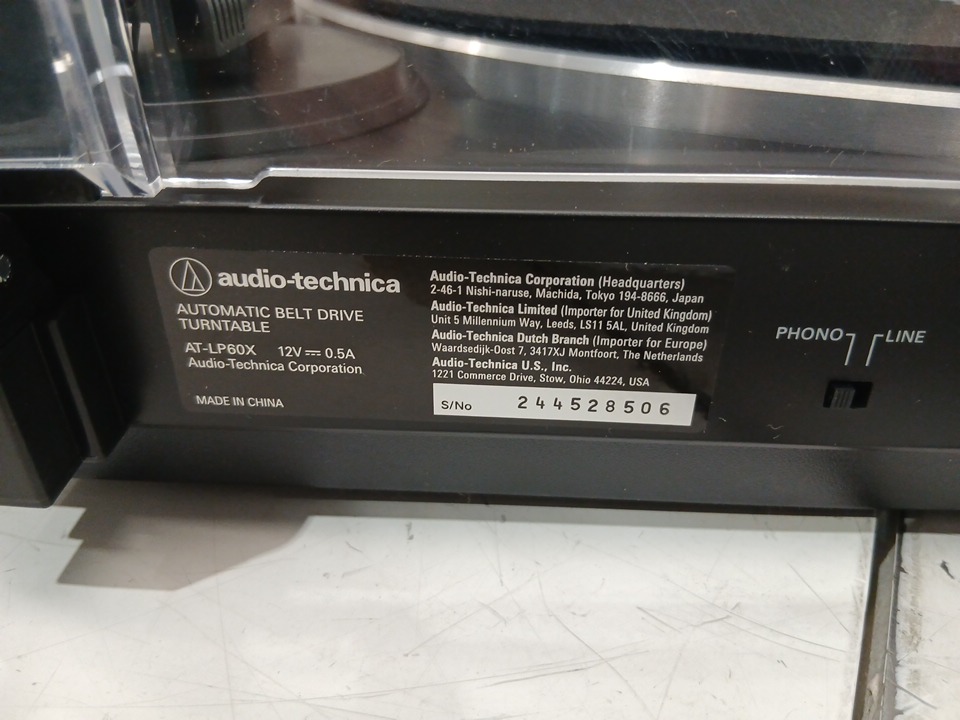 audio-technica
AUTOMATIC BELT DRIVE
TURNTABLE
AT-LP60X 12V ⎓ 0.5A
Audio-Technica Corporation
MADE IN CHINA
Audio-Technica Corporation (Headquarters)
2-46-1 Nishi-naruse, Machida, Tokyo 194-8666, Japan
Audio-Technica Limited (Importer for United Kingdom)
Unit 5 Millennium Way, Leeds, LS11 5AL, United Kingdom
Audio-Technica Dutch Branch (Importer for Europe)
Waardsedijk-Oost 7, 3417XJ Montfoort, The Netherlands
Audio-Technica U.S., Inc.
1221 Commerce Drive, Stow, Ohio 44224, USA
S/No 244528506
PHONO LINE